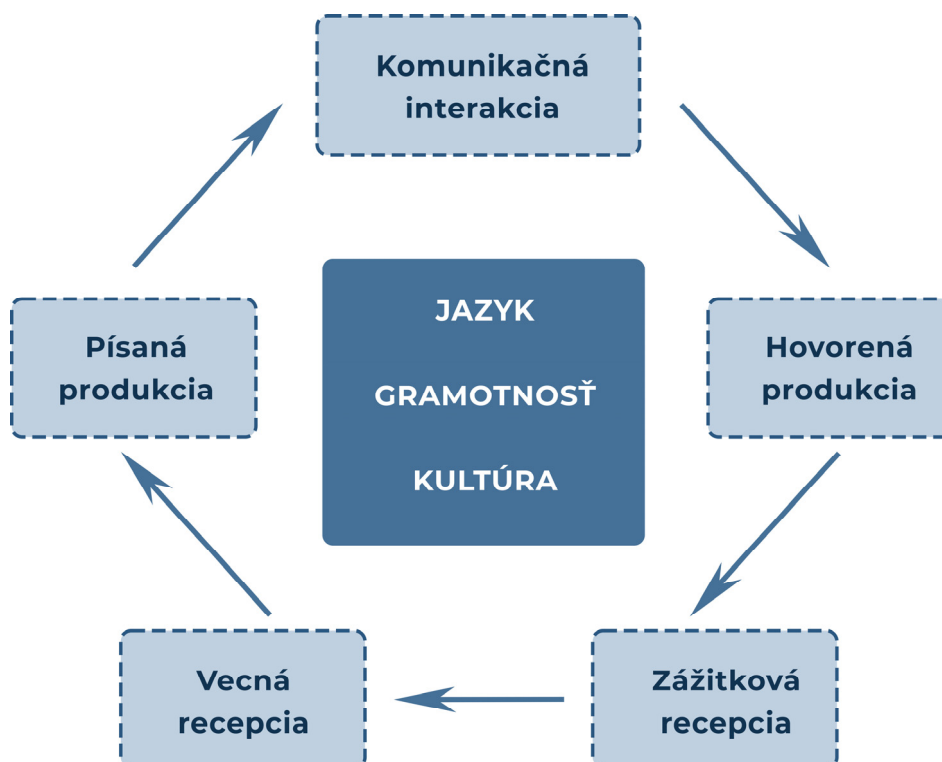 Komunikačná
interakcia
Písaná
produkcia
JAZYK
GRAMOTNOSŤ
KULTÚRA
Hovorená
produkcia
Vecná
recepcia
Zážitková
recepcia